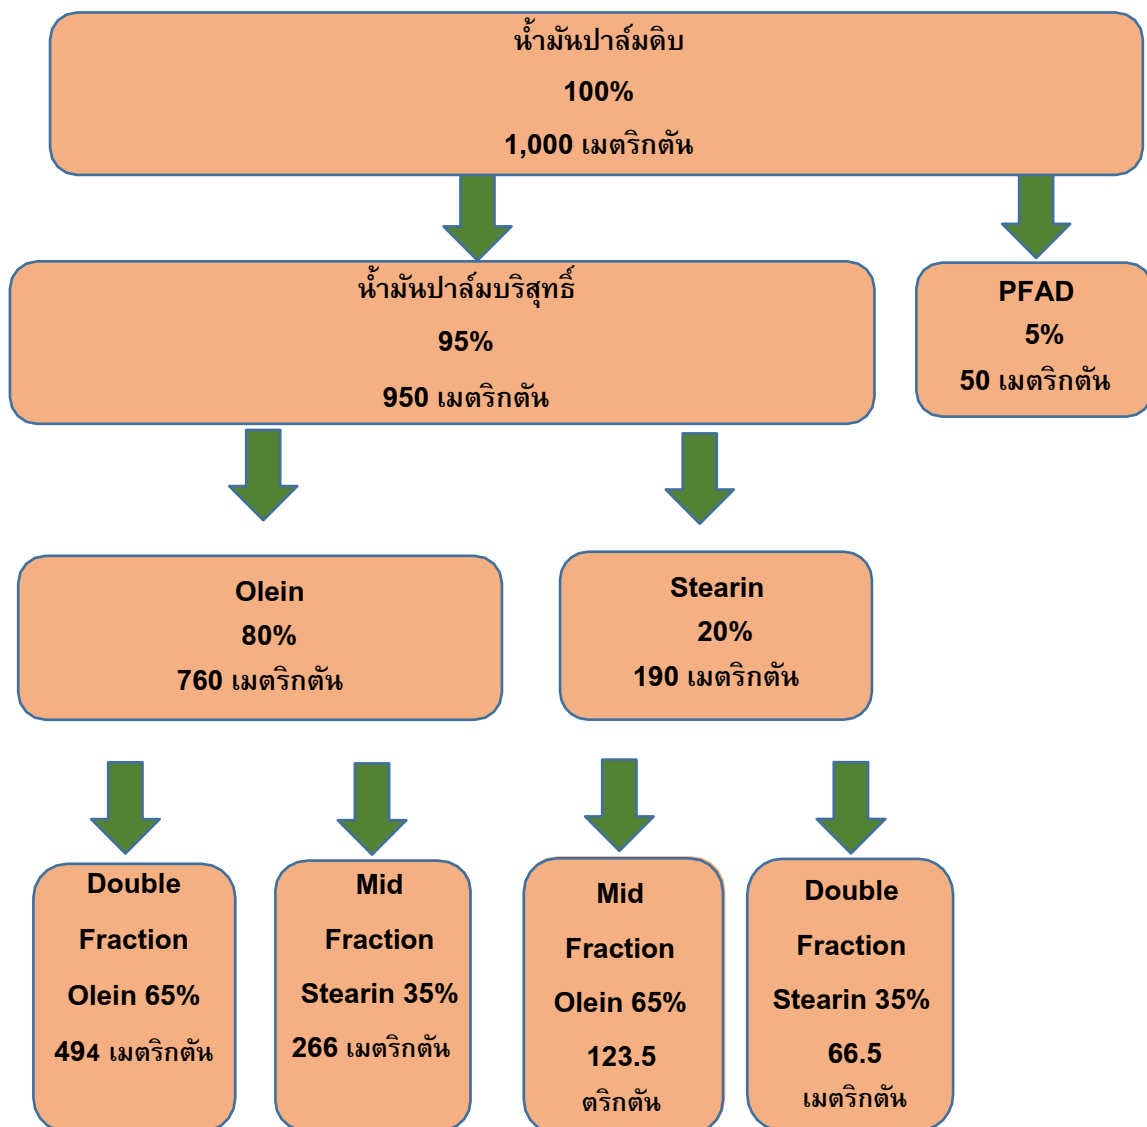 น้ำมันปาล์มดิบ
100%
1,000 เมตริกตัน
น้ำมันปาล์มบริสุทธิ์
95%
950 เมตริกตัน
PFAD
5%
50 เมตริกตัน
Olein
80%
760 เมตริกตัน
Stearin
20%
190 เมตริกตัน
Double
Fraction
Olein 65%
494 เมตริกตัน
Mid
Fraction
Stearin 35%
266 เมตริกตัน
Mid
Fraction
Olein 65%
123.5
ตริกตัน
Double
Fraction
Stearin 35%
66.5
เมตริกตัน